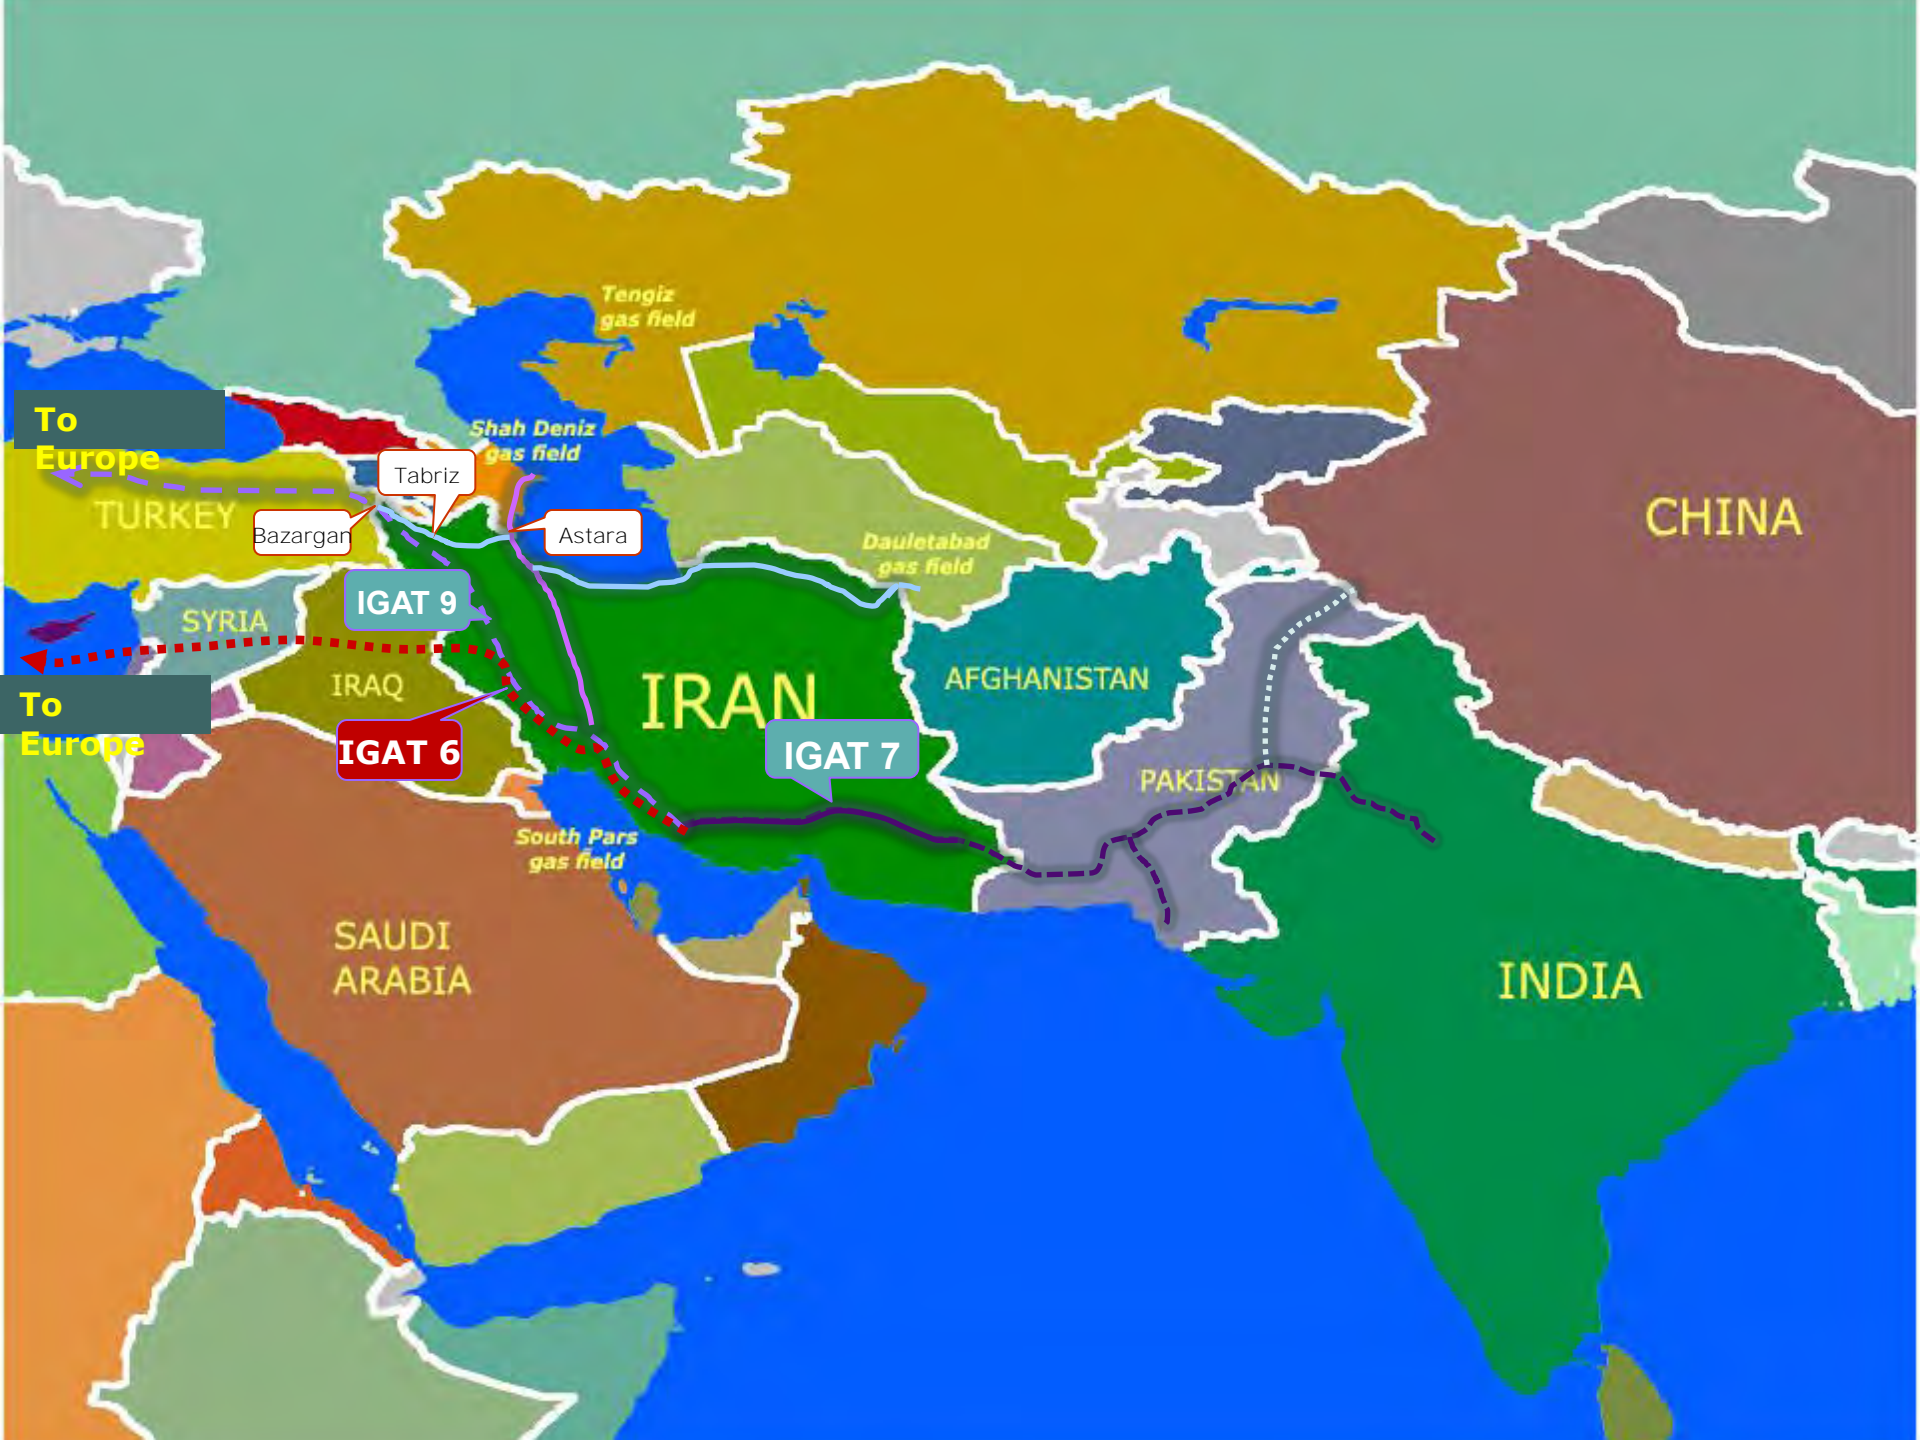 Tengiz
gas field
To
Europe
Shah Deniz
gas field
Tabriz
TURKEY
CHINA
Bazargan
Astara
Dauletabad
gas field
IGAT 9
SYRIA
IRAQ
IRAN
AFGHANISTAN
To
Europe
IGAT 6
IGAT 7
PAKISTAN
South Pars
gas field
SAUDI
ARABIA
INDIA